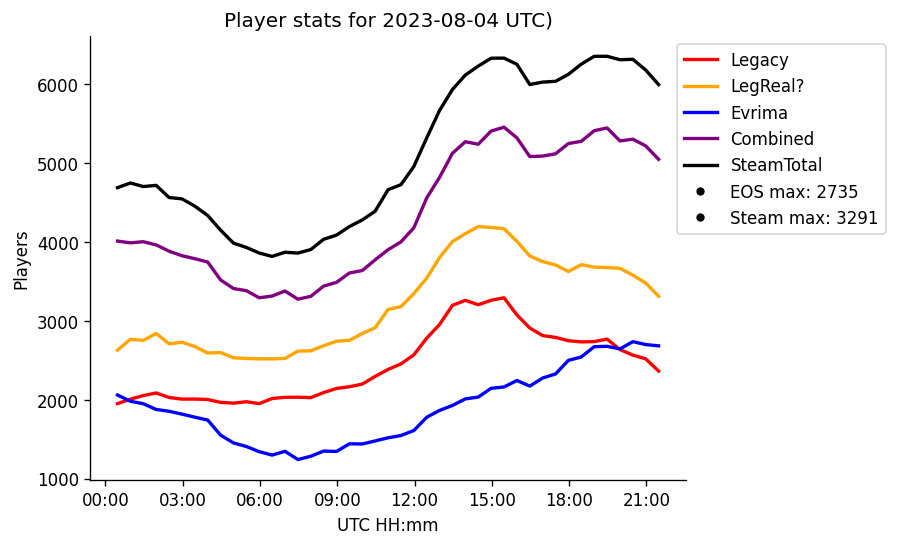 Player stats for 2023-08-04 UTC)
Legacy
LegReal?
Evrima
Combined
SteamTotal
EOS max: 2735
Steam max: 3291
Players
6000
5000
4000
3000
2000
1000
00:00 03:00 06:00 09:00 12:00 15:00 18:00 21:00
UTC HH:mm